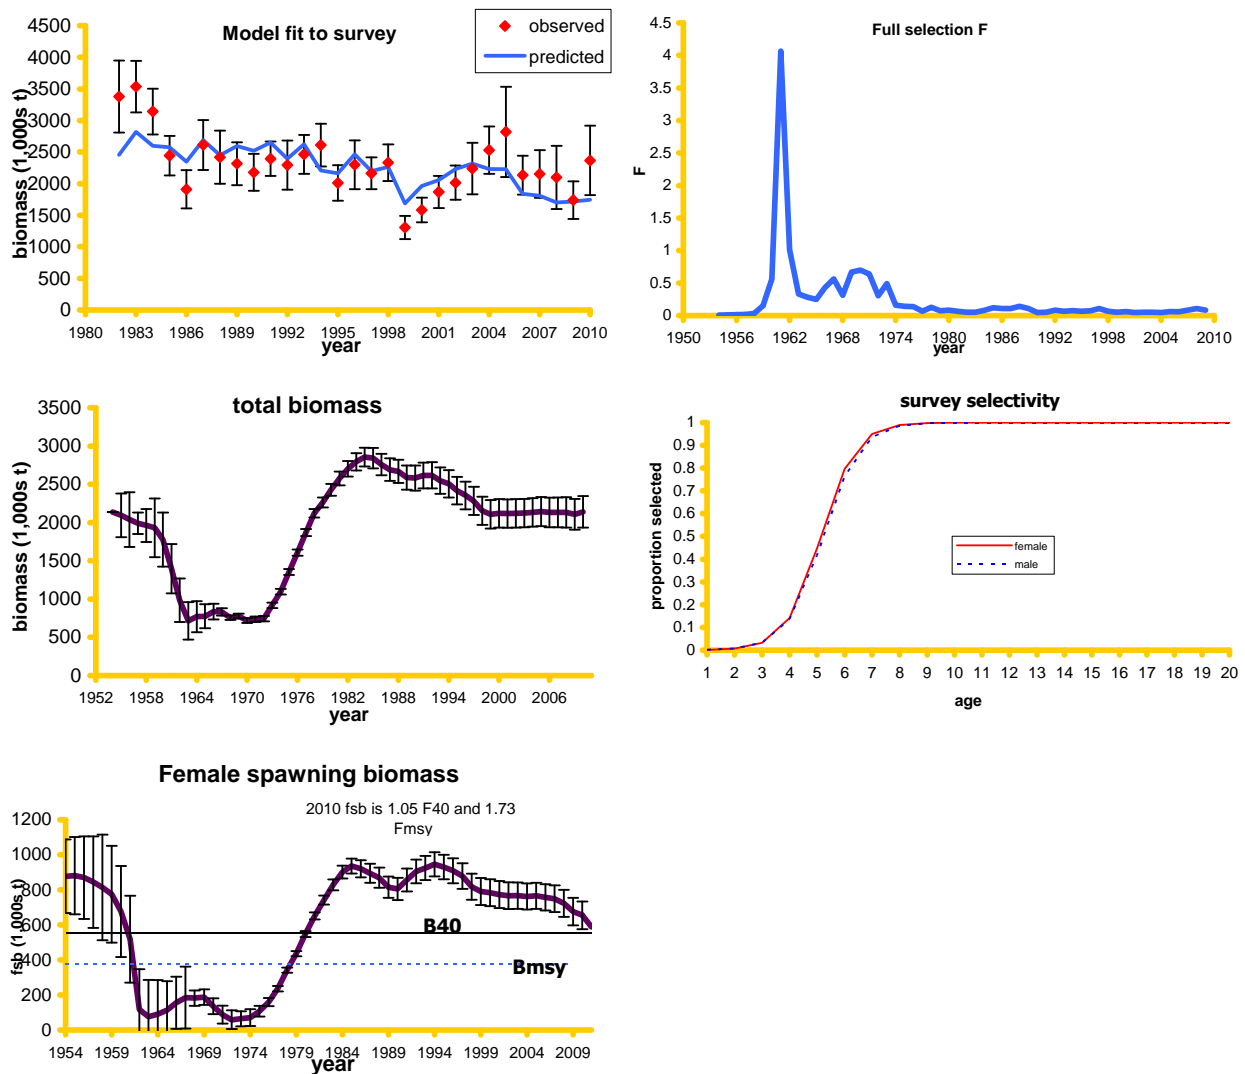 Model fit to survey
observed
predicted
4500
4000
3500
3000
2500
2000
1500
1000
500
0
biomass (1,000s t)
1980 1983 1986 1989 1992 1995 1998 2001 2004 2007 2010
year
Full selection F
4.5
4
3.5
3
2.5
2
1.5
1
0.5
0
F
1950 1956 1962 1968 1974 1980 1986 1992 1998 2004 2010
year
total biomass
3500
3000
2500
2000
1500
1000
500
0
biomass (1,000s t)
1952 1958 1964 1970 1976 1982 1988 1994 2000 2006
year
survey selectivity
1
0.9
0.8
0.7
0.6
0.5
0.4
0.3
0.2
0.1
0
proportion selected
female
male
1 2 3 4 5 6 7 8 9 10 11 12 13 14 15 16 17 18 19 20
age
Female spawning biomass
2010 fsb is 1.05 F40 and 1.73
Fmsy
1200
1000
800
600
400
200
0
fsb (1,000s t)
B40
Bmsy
1954 1959 1964 1969 1974 1979 1984 1989 1994 1999 2004 2009
year